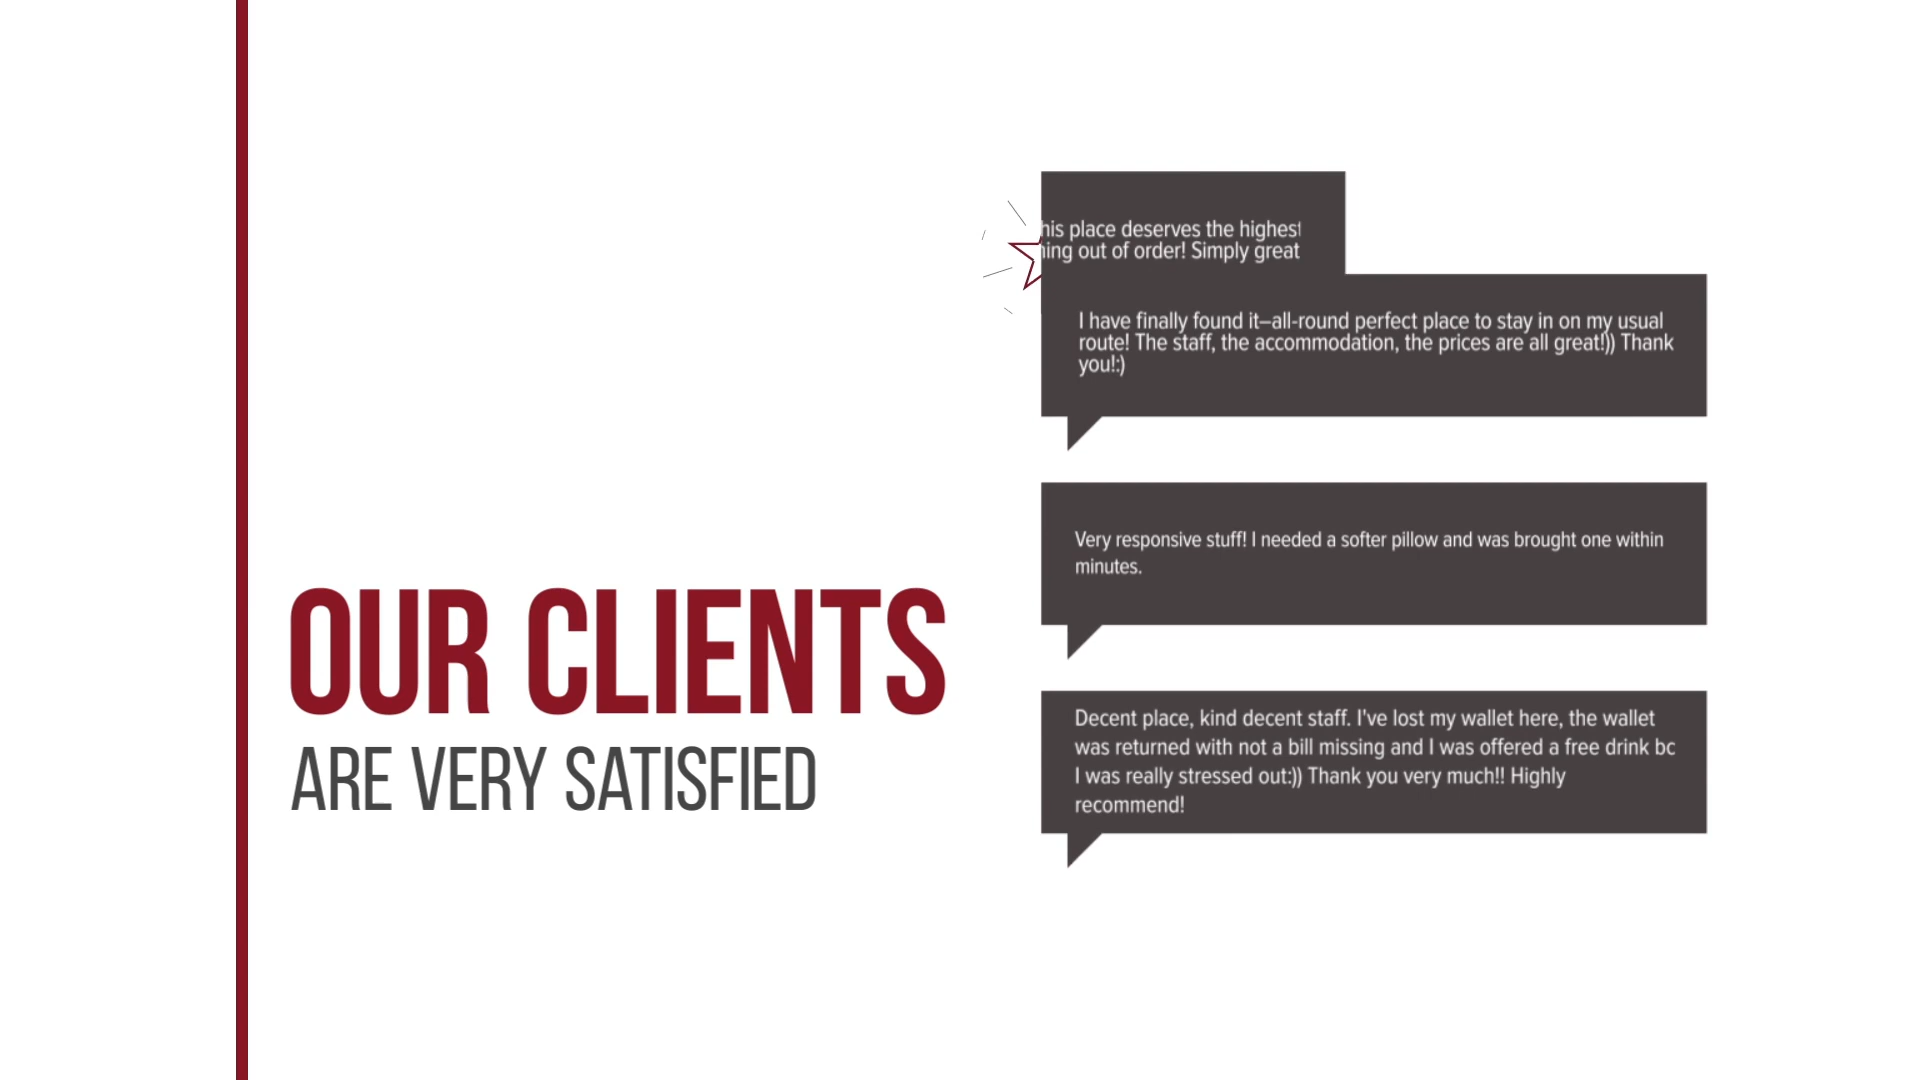 OUR CLIENTS
ARE VERY SATISFIED
place deserves the highest
out of order! Simply great
I have finally found it–all-round perfect place to stay in on my usual
route! The staff, the accommodation, the prices are all great!)) Thank
you!:)
Very responsive stuff! I needed a softer pillow and was brought one within
minutes.
Decent place, kind decent staff. I've lost my wallet here, the wallet
was returned with not a bill missing and I was offered a free drink bc
I was really stressed out:)) Thank you very much!! Highly
recommend!